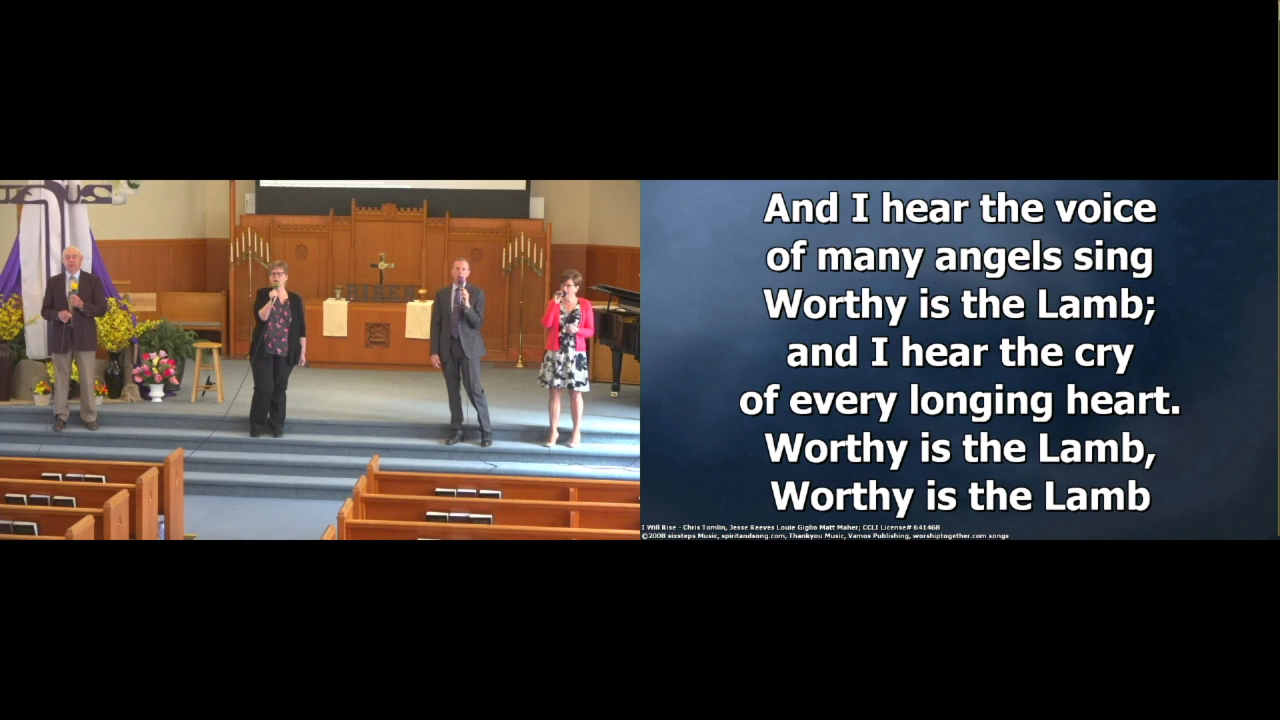 JESUS
RISEN
And I hear the voice
of many angels sing
Worthy is the Lamb;
and I hear the cry
of every longing heart.
Worthy is the Lamb,
Worthy is the Lamb
I Will Rise - Chris Tomlin, Jesse Reeves Louie Giglio Matt Maher; CCLI License# 641468
©2008 sixsteps Music, spiritandsong.com, Thankyou Music, Vamos Publishing, worshiptogether.com songs